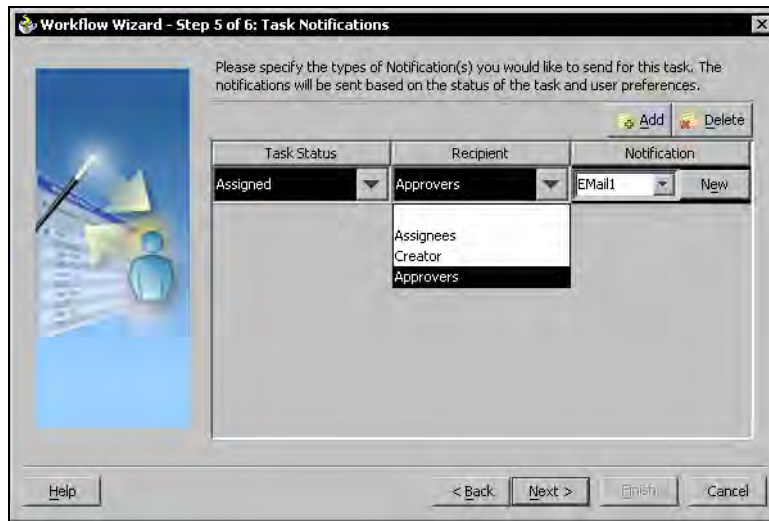 Workflow Wizard - Step 5 of 6: Task Notifications
Please specify the types of Notification(s) you would like to send for this task. The
notifications will be sent based on the status of the task and user preferences.
Add Delete
Task Status Recipient Notification
Assigned Approvers EMail1 New
Assignees
Creator
Approvers
Help < Back Next > Finish Cancel